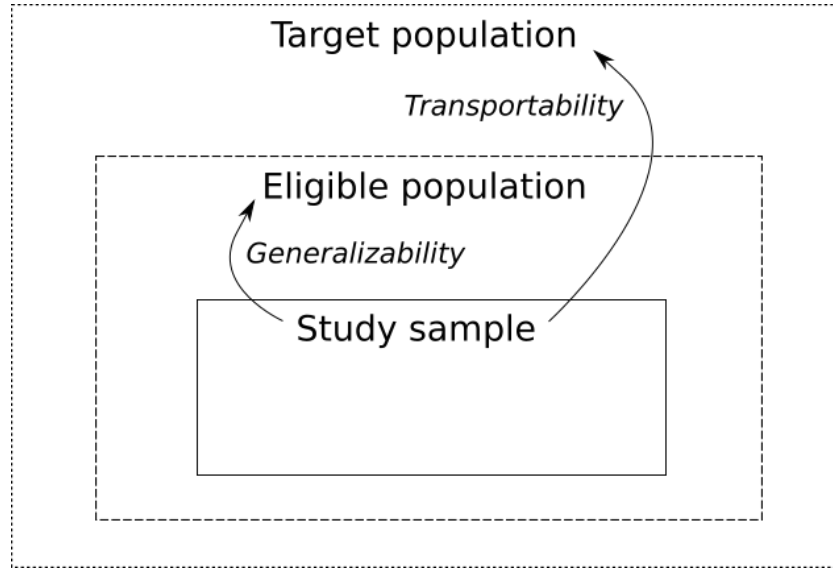 Target population
Transportability
Eligible population
Generalizability
Study sample